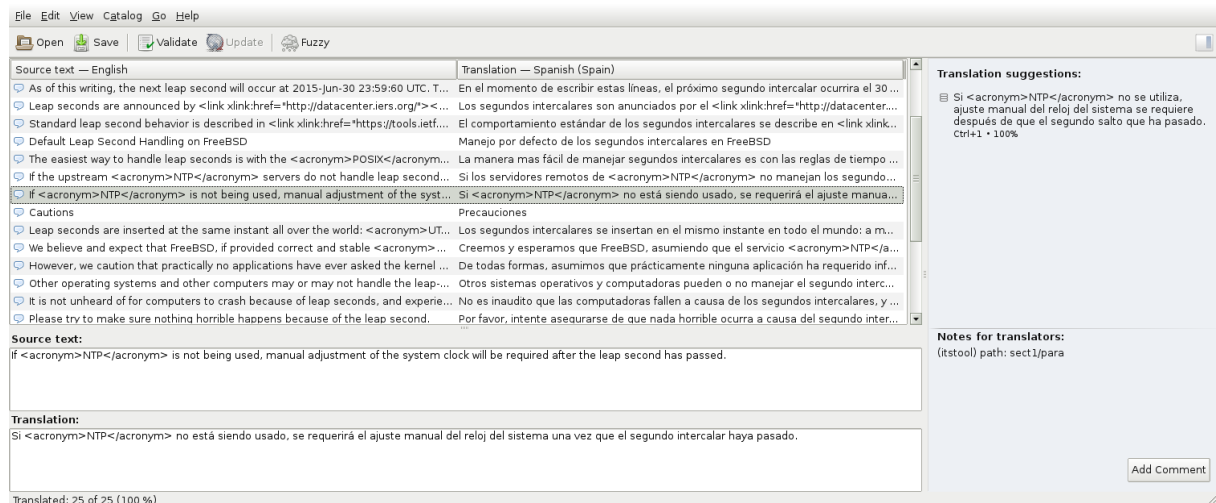 File Edit View Catalog Go Help
Open Save Validate Update Fuzzy
Source text — English Translation — Spanish (Spain)
As of this writing, the next leap second will occur at 2015-Jun-30 23:59:60 UTC. T... En el momento de escribir estas líneas, el próximo segundo intercalar ocurrira el 30 ...
Leap seconds are announced by <link xlink:href="http://datacenter.iers.org/"><... Los segundos intercalares son anunciados por el <link xlink:href="http://datacenter....
Standard leap second behavior is described in <link xlink:href="https://tools.ietf.... El comportamiento estándar de los segundos intercalares se describe en <link xlink...
Default Leap Second Handling on FreeBSD Manejo por defecto de los segundos intercalares en FreeBSD
The easiest way to handle leap seconds is with the <acronym>POSIX</acronym... La manera mas fácil de manejar segundos intercalares es con las reglas de tiempo ...
If the upstream <acronym>NTP</acronym> servers do not handle leap second... Si los servidores remotos de <acronym>NTP</acronym> no manejan los segundo...
If <acronym>NTP</acronym> is not being used, manual adjustment of the syst... Si <acronym>NTP</acronym> no está siendo usado, se requerirá el ajuste manua...
Cautions Precauciones
Leap seconds are inserted at the same instant all over the world: <acronym>UT... Los segundos intercalares se insertan en el mismo instante en todo el mundo: a m...
We believe and expect that FreeBSD, if provided correct and stable <acronym>... Creemos y esperamos que FreeBSD, asumiendo que el servicio <acronym>NTP</a...
However, we caution that practically no applications have ever asked the kernel ... De todas formas, asumimos que prácticamente ninguna aplicación ha requerido inf...
Other operating systems and other computers may or may not handle the leap-... Otros sistemas operativos y computadoras pueden o no manejar el segundo interc...
It is not unheard of for computers to crash because of leap seconds, and experie... No es inaudito que las computadoras fallen a causa de los segundos intercalares, y ...
Please try to make sure nothing horrible happens because of the leap second. Por favor, intente asegurarse de que nada horrible ocurra a causa del segundo inter...
Source text:
If <acronym>NTP</acronym> is not being used, manual adjustment of the system clock will be required after the leap second has passed.
Translation:
Si <acronym>NTP</acronym> no está siendo usado, se requerirá el ajuste manual del reloj del sistema una vez que el segundo intercalar haya pasado.
Translated: 25 of 25 (100 %)
Translation suggestions:
Si <acronym>NTP</acronym> no se utiliza,
ajuste manual del reloj del sistema se requiere
después de que el segundo salto que ha pasado.
Ctrl+1 • 100%
Notes for translators:
(itstool) path: sect1/para
Add Comment